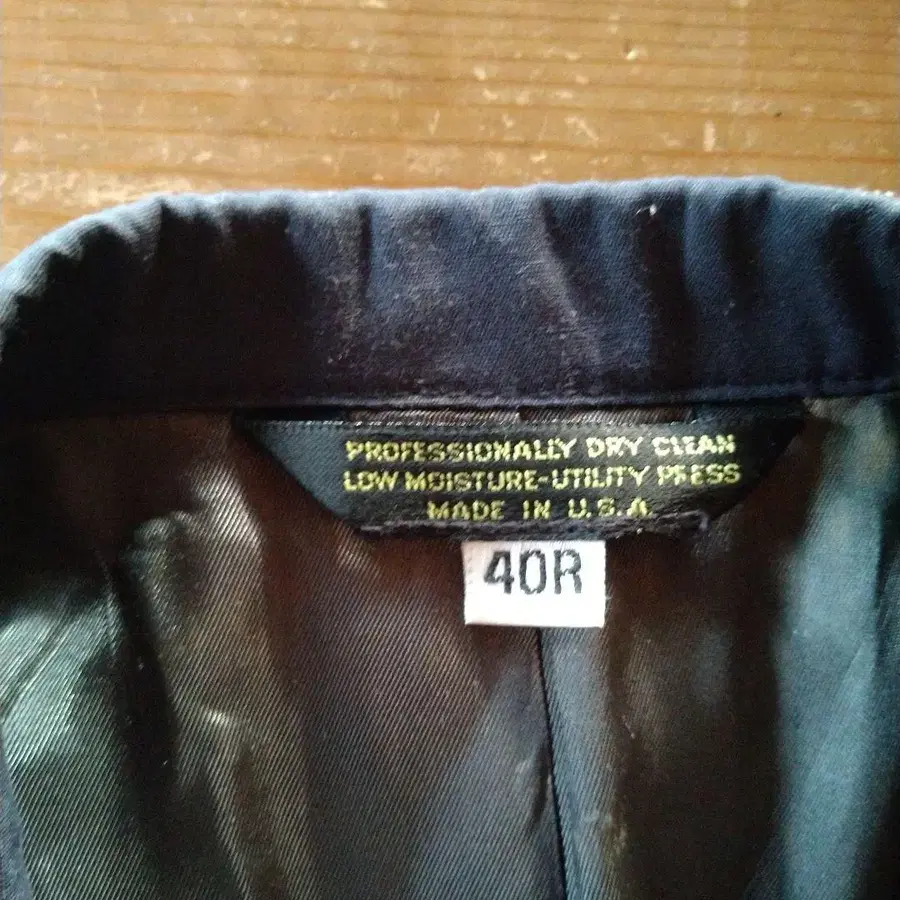 PROFESSIONALLY DRY CLEAN
LOW MOISTURE-UTILITY PRESS
MADE IN U.S.A
40R